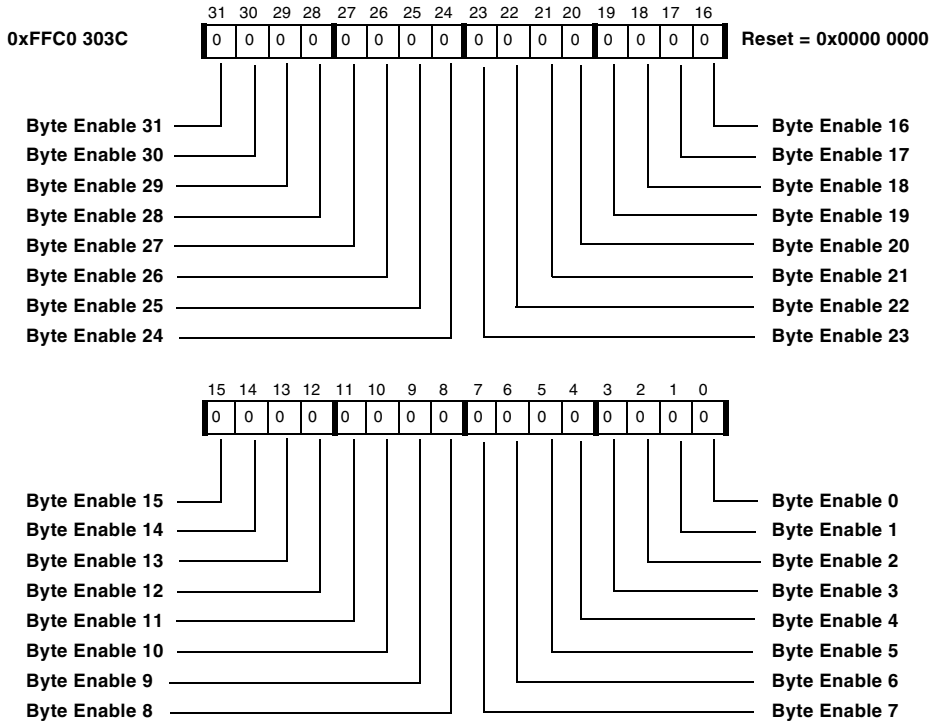 31 30 29 28 27 26 25 24 23 22 21 20 19 18 17 16
0xFFC0 303C 0 0 0 0 0 0 0 0 0 0 0 0 0 0 0 0 Reset = 0x0000 0000
Byte Enable 31 Byte Enable 16
Byte Enable 30 Byte Enable 17
Byte Enable 29 Byte Enable 18
Byte Enable 28 Byte Enable 19
Byte Enable 27 Byte Enable 20
Byte Enable 26 Byte Enable 21
Byte Enable 25 Byte Enable 22
Byte Enable 24 Byte Enable 23
15 14 13 12 11 10 9 8 7 6 5 4 3 2 1 0
0 0 0 0 0 0 0 0 0 0 0 0 0 0 0 0
Byte Enable 15 Byte Enable 0
Byte Enable 14 Byte Enable 1
Byte Enable 13 Byte Enable 2
Byte Enable 12 Byte Enable 3
Byte Enable 11 Byte Enable 4
Byte Enable 10 Byte Enable 5
Byte Enable 9 Byte Enable 6
Byte Enable 8 Byte Enable 7